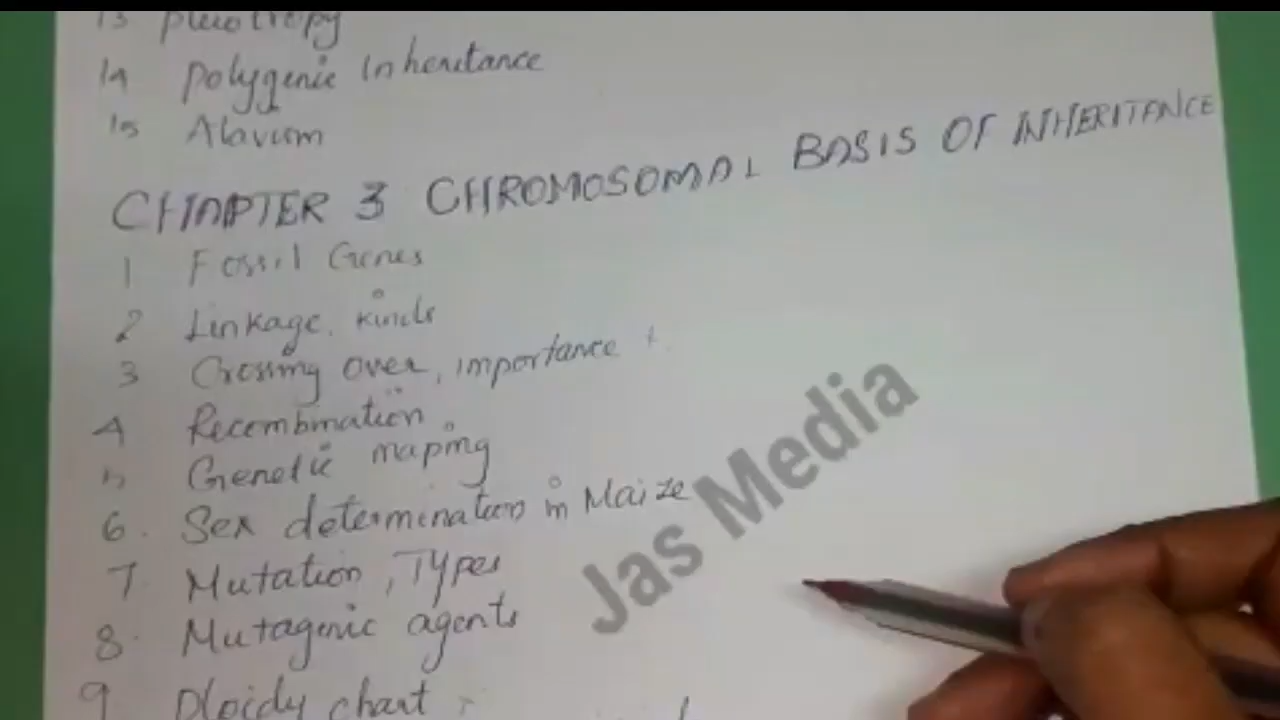 13 pleiotropy
14 Polygenic Inheritance
15 Atavism
CHAPTER 3 CHROMOSOMAL BASIS OF INHERITANCE
1 Fossil Genes
2 Linkage, kinds
3 Crossing Over, importance
4 Recombination
5 Genetic maping
6. Sex determination in Maize
7. Mutation, Types
8. Mutagenic agents
9 Ploidy chart
Jas Media